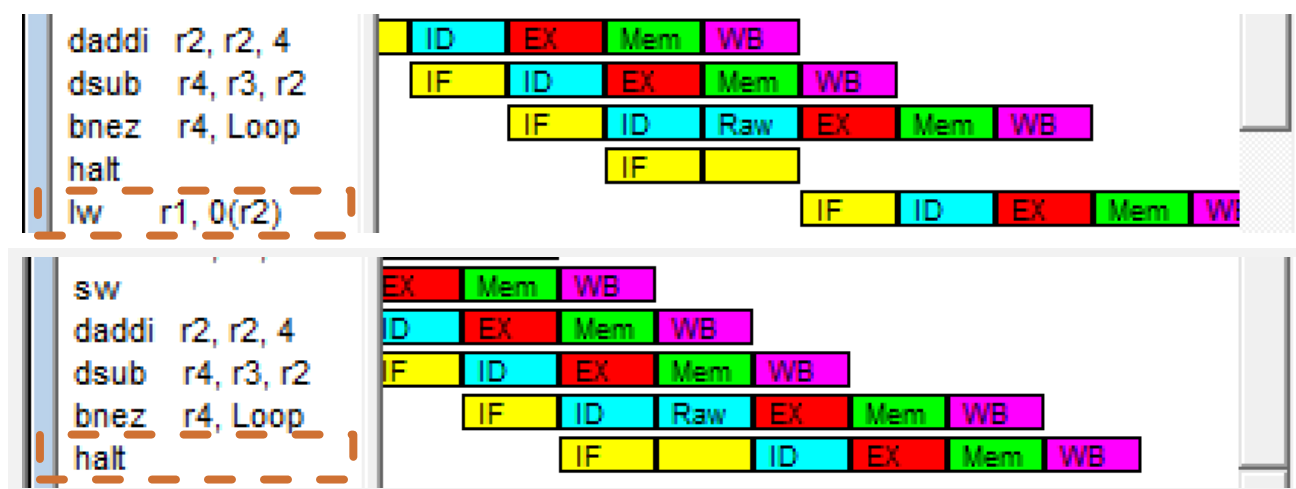 daddi r2, r2, 4 ID EX Mem WB
dsub r4, r3, r2 IF ID EX Mem WB
bnez r4, Loop IF ID Raw EX Mem WB
halt IF
lw r1, 0(r2) IF ID EX Mem WB
sw EX Mem WB
daddi r2, r2, 4 ID EX Mem WB
dsub r4, r3, r2 IF ID EX Mem WB
bnez r4, Loop IF ID Raw EX Mem WB
halt IF ID EX Mem WB